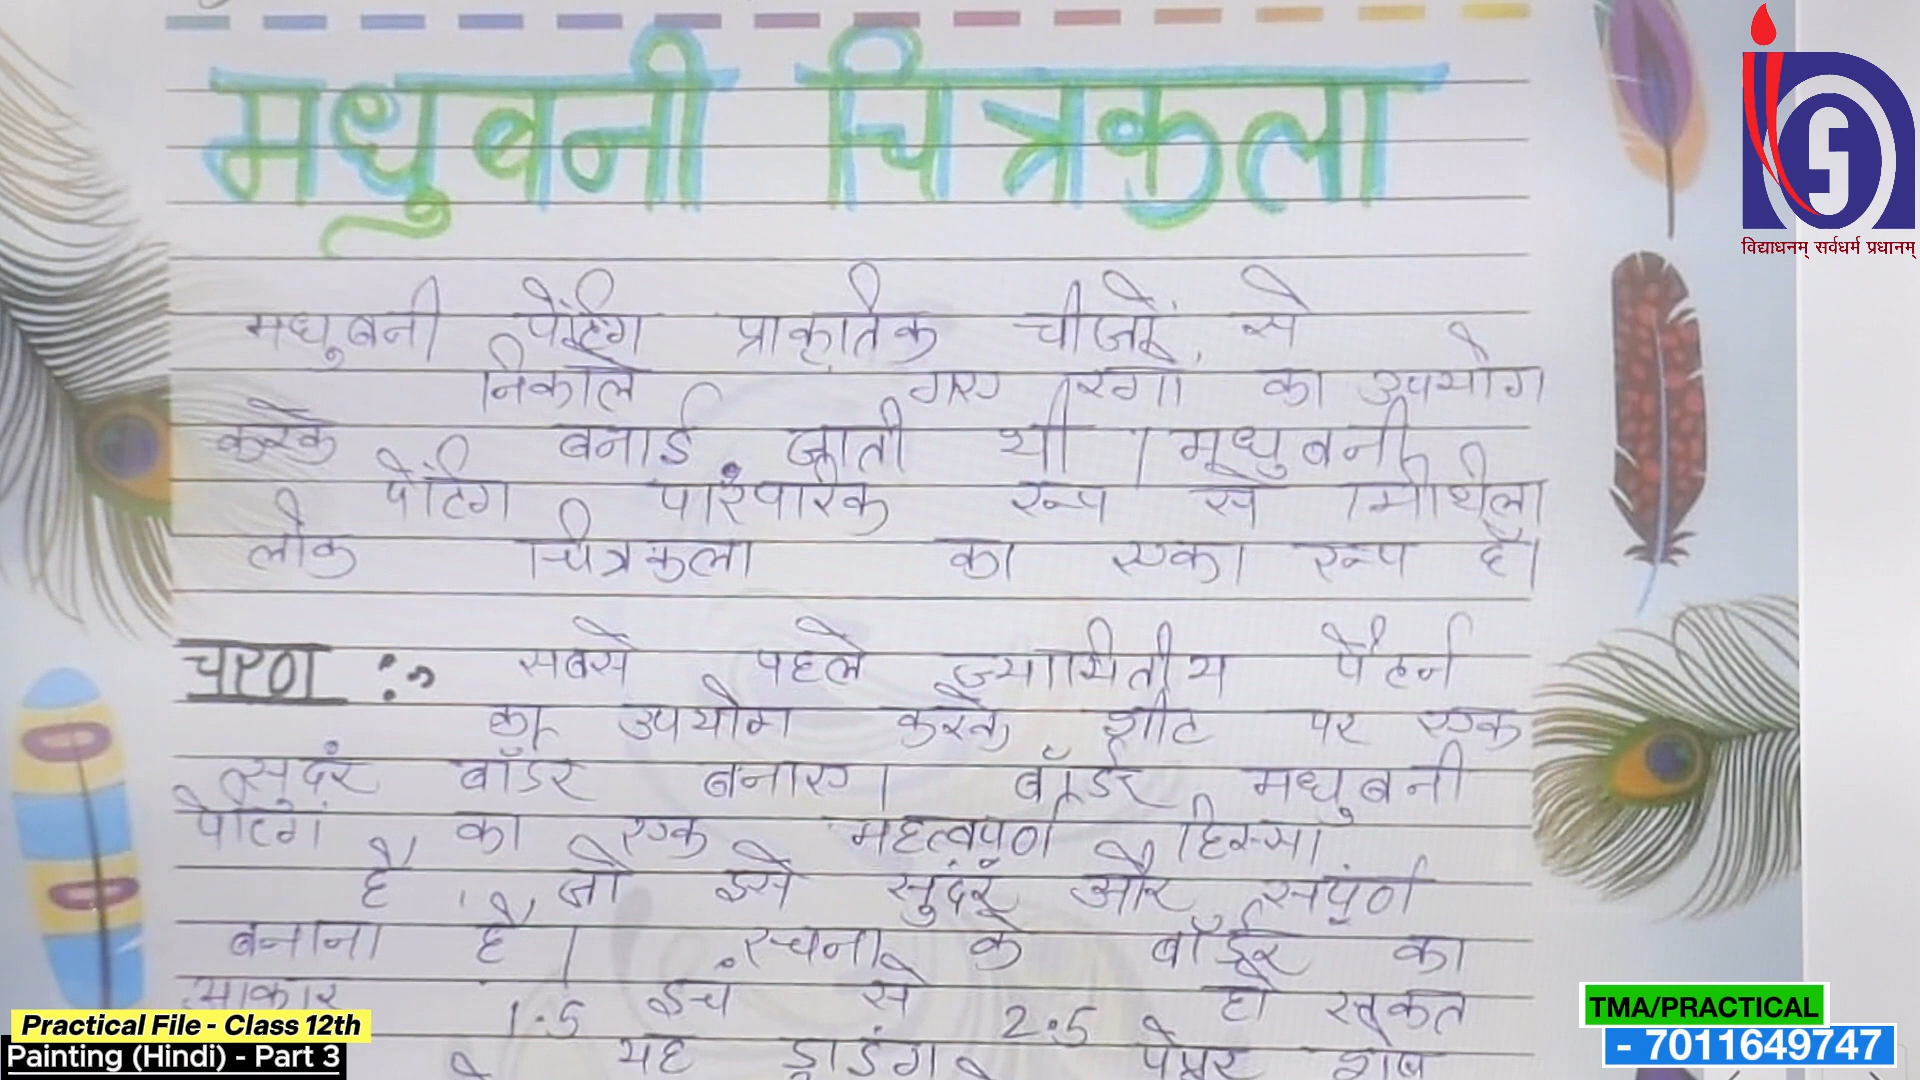 मधुबनी चित्रकला
विद्याधनम् सर्वधर्म प्रधानम्
मधुबनी पेंटिंग प्राकृतिक चीजों से
निकाले गए रंगों का उपयोग
करके बनाई जाती थी। मधुबनी
पेंटिंग पारंपारिक रूप से मिथिला
लोक चित्रकला का एक रूप है।
चरण :- सबसे पहले ज्यामितीय पैटर्न
का उपयोग करके शीट पर एक
सुदंर बॉर्डर बनाए। बॉर्डर मधुबनी
पेंटिंग का एक महत्वपूर्ण हिस्सा
है, जो इसे सुदंर और संपूर्ण
बनाना है। रचना के बॉर्डर का
आकार 1.5 इंच से 2.5 हो सकत
यह ड्राइंग पेपर
Practical File - Class 12th
Painting (Hindi) - Part 3
TMA/PRACTICAL
- 7011649747